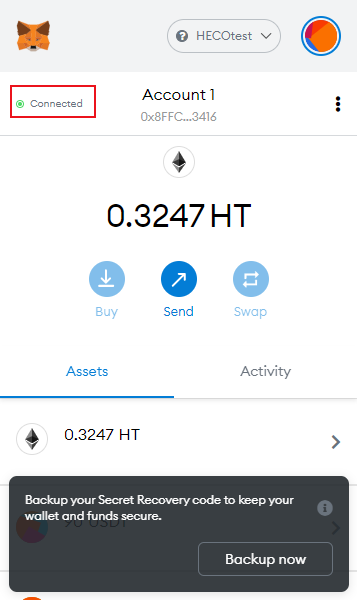 HECOtest
Connected
Account 1
0x8FFC...3416
0.3247 HT
Buy
Send
Swap
Assets
Activity
0.3247 HT
Backup your Secret Recovery code to keep your
wallet and funds secure.
Backup now